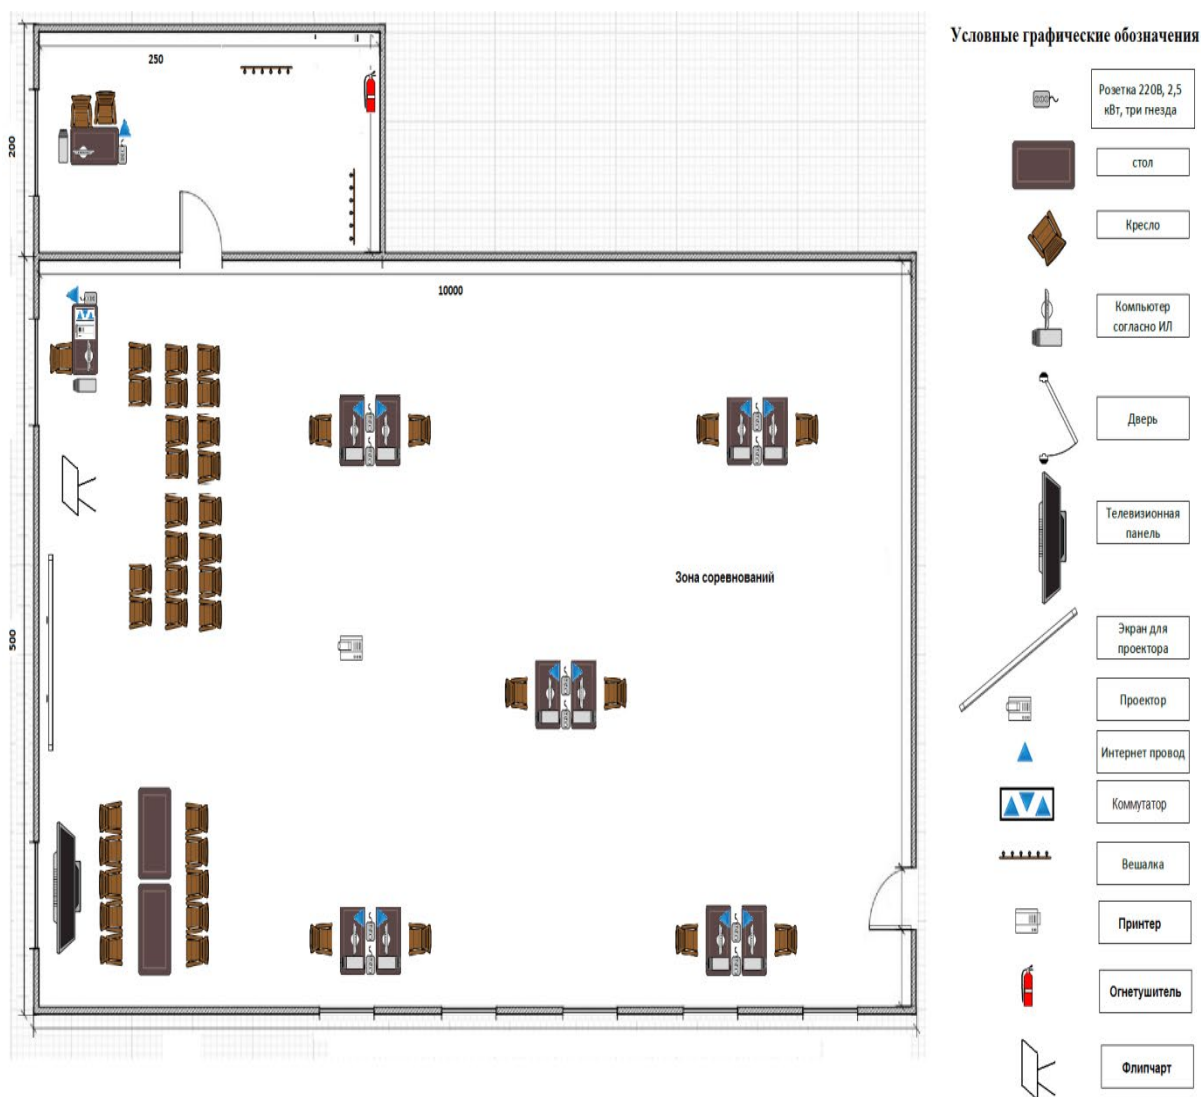 Условные графические обозначения
250
200
10000
500
Зона соревнований
Розетка 220В, 2,5
кВт, три гнезда
стол
Кресло
Компьютер
согласно ИЛ
Дверь
Телевизионная
панель
Экран для
проектора
Проектор
Интернет провод
Коммутатор
Вешалка
Принтер
Огнетушитель
Флипчарт